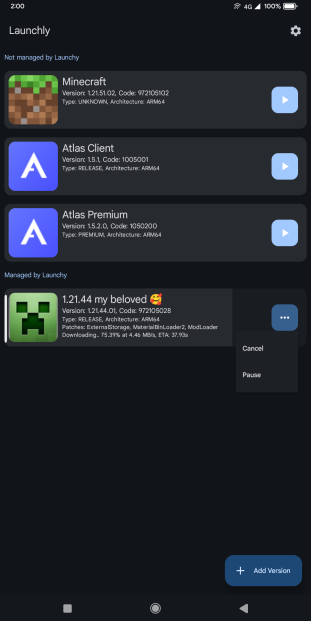 2:00
4G 100%
Launchly
Not managed by Launchy
Minecraft
Version: 1.21.51.02, Code: 972105102
Type: UNKNOWN, Architecture: ARM64
Atlas Client
Version: 1.5.1, Code: 1005001
Type: RELEASE, Architecture: ARM64
Atlas Premium
Version: 1.5.2.0, Code: 1050200
Type: PREMIUM, Architecture: ARM64
Managed by Launchy
1.21.44 my beloved 🥰
Version: 1.21.44.01, Code: 972105028
Type: RELEASE, Architecture: ARM64
Patches: ExternalStorage, MaterialBinLoader2, ModLoader
Downloading.. 75.39% at 4.46 MB/s, ETA: 37.93s
Cancel
Pause
+ Add Version